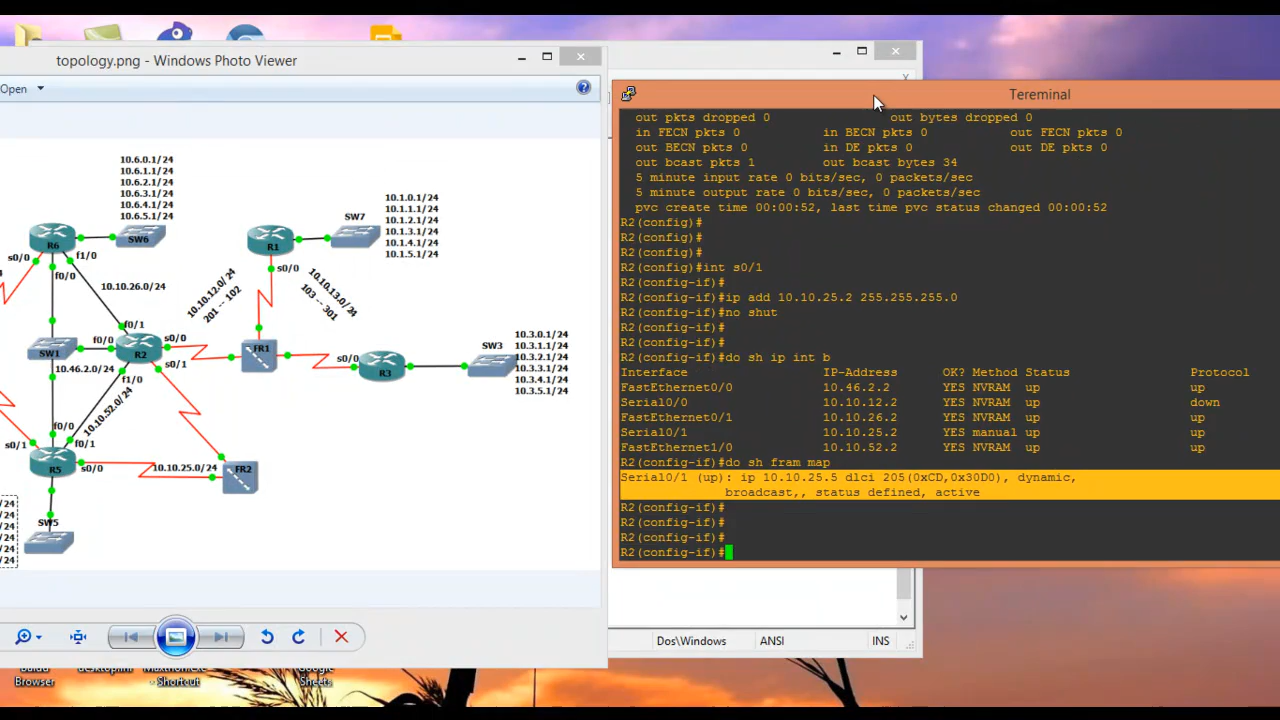 topology.png - Windows Photo Viewer
Open
10.6.0.1/24
10.6.1.1/24
10.6.2.1/24
10.6.3.1/24
10.6.4.1/24
10.6.5.1/24
R6
SW6
s0/0
f1/0
f0/0
10.10.26.0/24
f0/1
SW7
10.1.0.1/24
10.1.1.1/24
10.1.2.1/24
10.1.3.1/24
10.1.4.1/24
10.1.5.1/24
R1
s0/0
10.10.12.0/24
201 -- 102
10.10.13.0/24
103 -- 301
SW1
f0/0
R2
s0/0
s0/1
10.46.2.0/24
f1/0
10.10.52.0/24
FR1
s0/0
R3
SW3
10.3.0.1/24
10.3.1.1/24
10.3.2.1/24
10.3.3.1/24
10.3.4.1/24
10.3.5.1/24
f0/0
f0/1
s0/1
R5
s0/0
10.10.25.0/24
FR2
SW5
/24
/24
/24
/24
/24
Tereminal
out pkts dropped 0 out bytes dropped 0
in FECN pkts 0 in BECN pkts 0 out FECN pkts 0
out BECN pkts 0 in DE pkts 0 out DE pkts 0
out bcast pkts 1 out bcast bytes 34
5 minute input rate 0 bits/sec, 0 packets/sec
5 minute output rate 0 bits/sec, 0 packets/sec
pvc create time 00:00:52, last time pvc status changed 00:00:52
R2(config)#
R2(config)#
R2(config)#
R2(config)#int s0/1
R2(config-if)#
R2(config-if)#ip add 10.10.25.2 255.255.255.0
R2(config-if)#no shut
R2(config-if)#
R2(config-if)#
R2(config-if)#do sh ip int b
Interface IP-Address OK? Method Status Protocol
FastEthernet0/0 10.46.2.2 YES NVRAM up up
Serial0/0 10.10.12.2 YES NVRAM up down
FastEthernet0/1 10.10.26.2 YES NVRAM up up
Serial0/1 10.10.25.2 YES manual up up
FastEthernet1/0 10.10.52.2 YES NVRAM up up
R2(config-if)#do sh fram map
Serial0/1 (up): ip 10.10.25.5 dlci 205(0xCD,0x30D0), dynamic,
broadcast,, status defined, active
R2(config-if)#
R2(config-if)#
R2(config-if)#
R2(config-if)#
Dos\Windows ANSI INS
Browser
- Shortcut
Google
Sheets